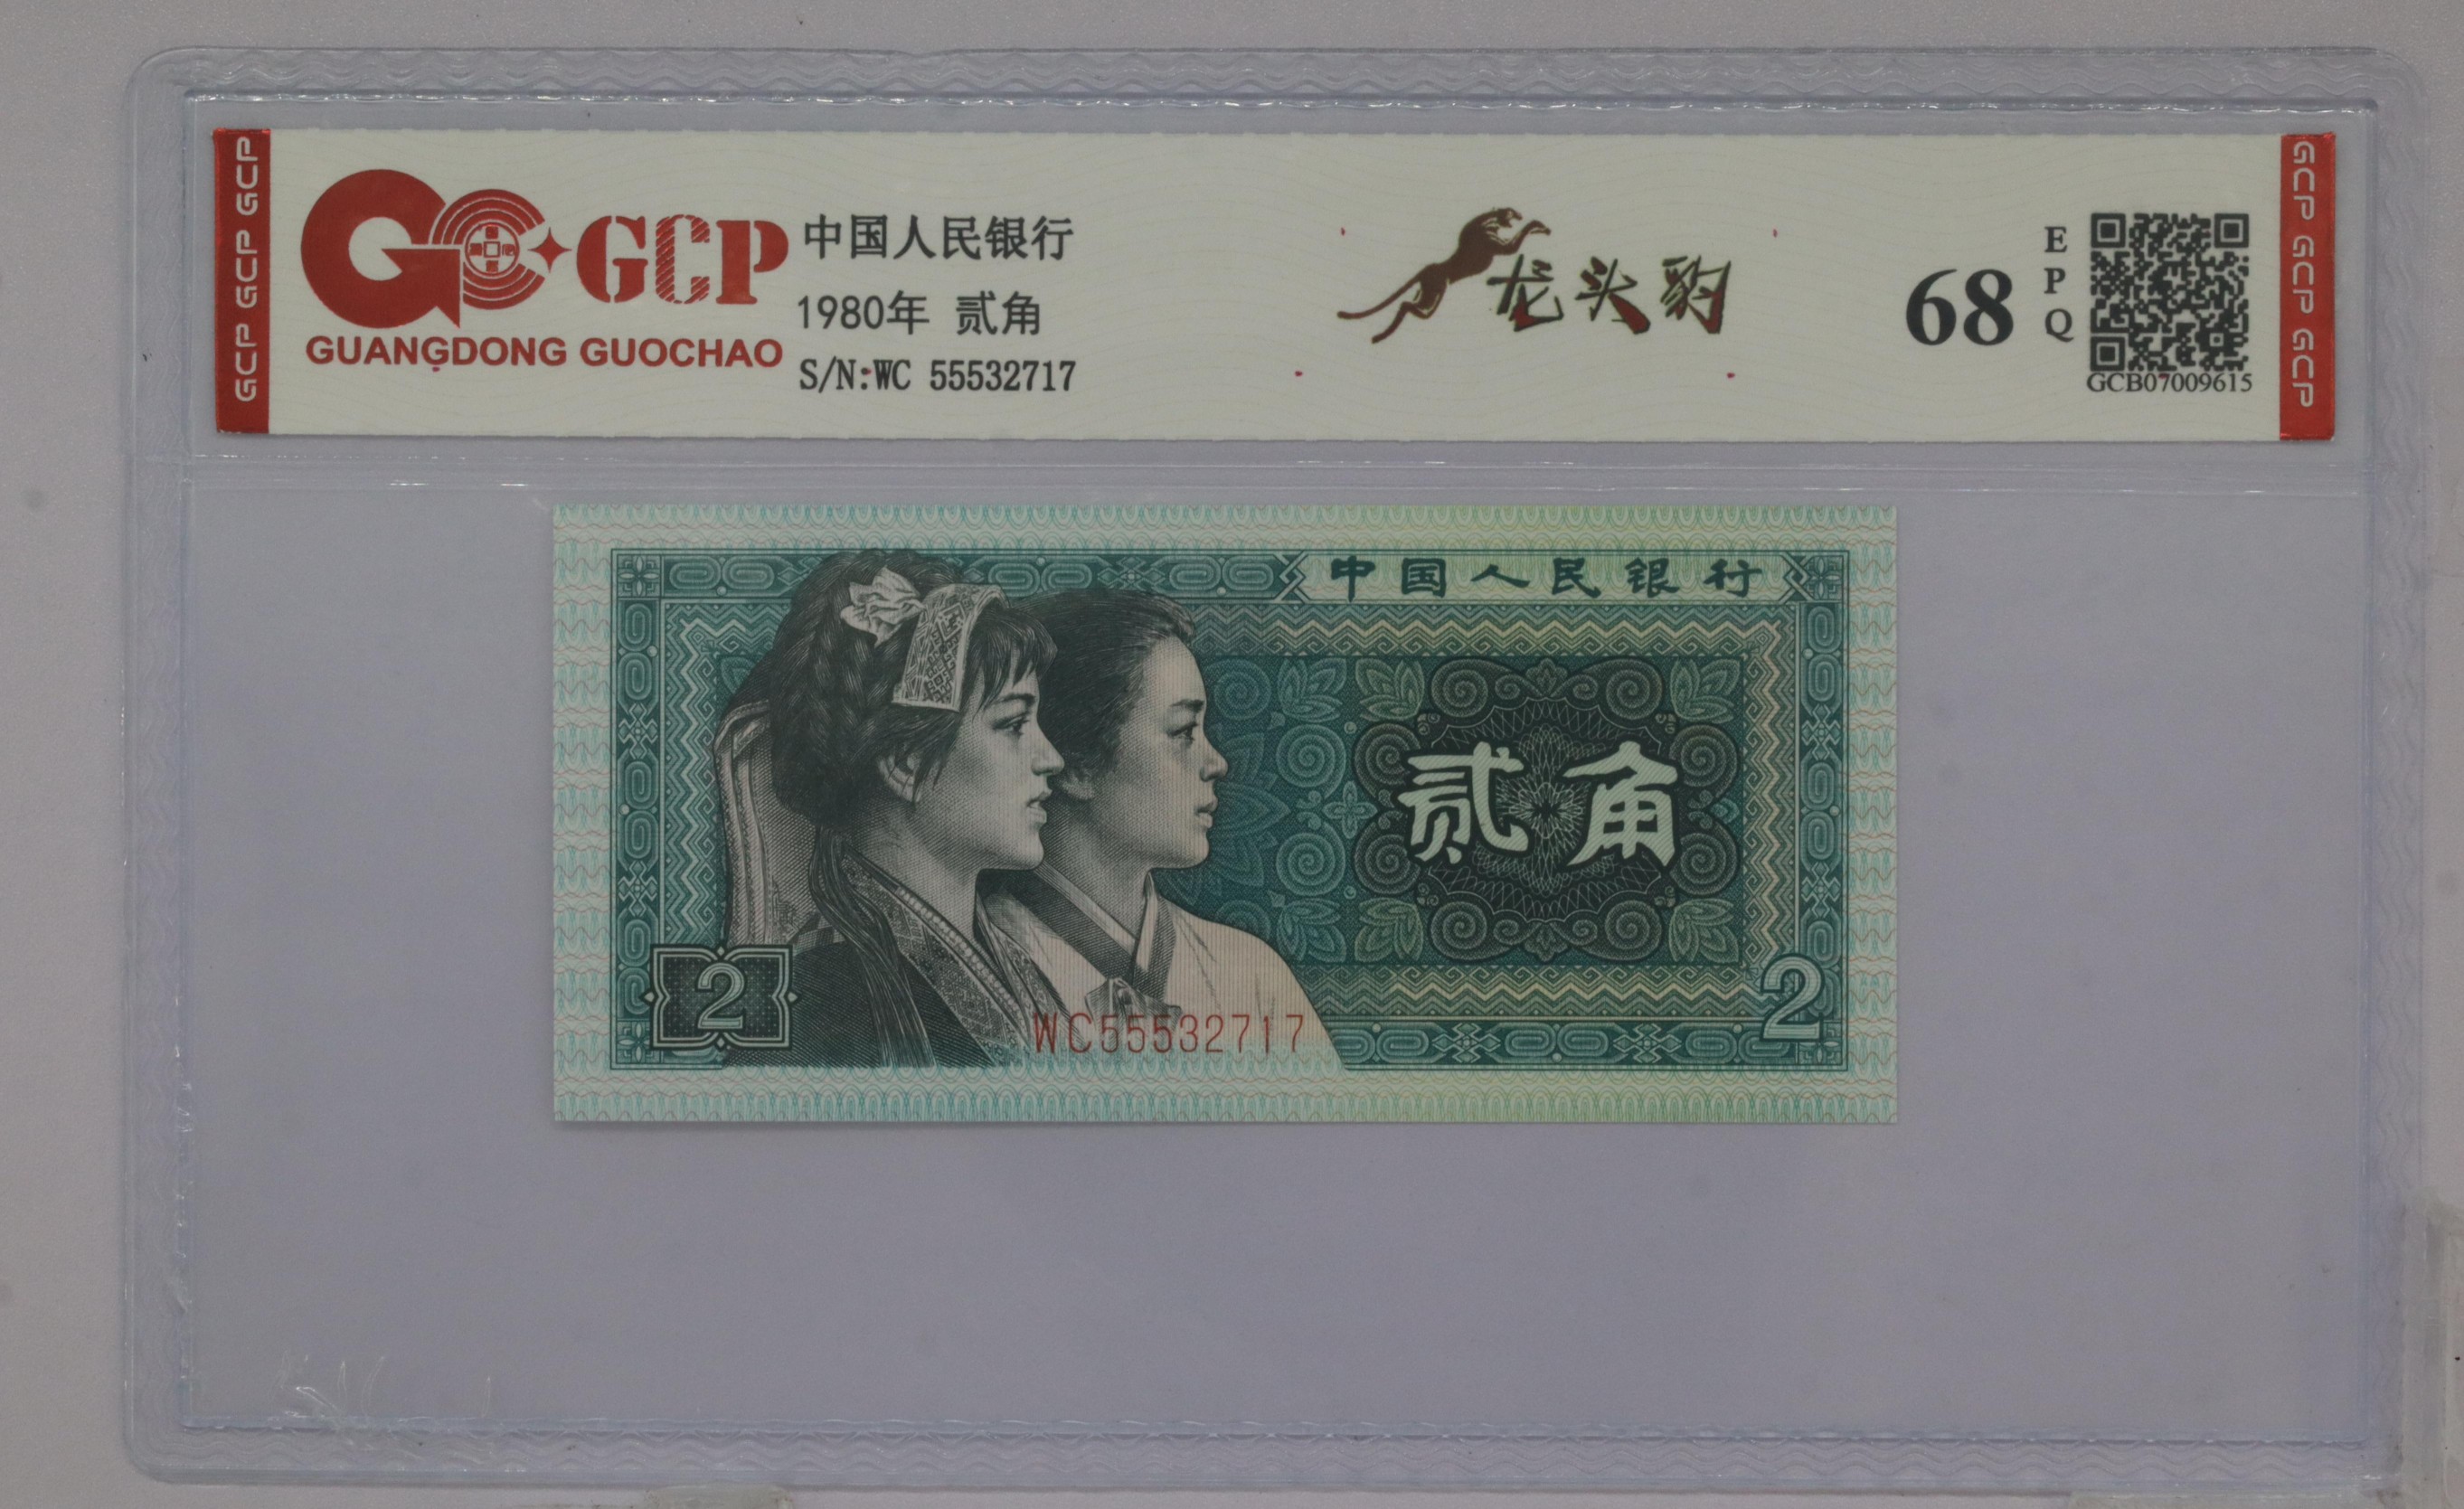 GCP GCP GCP
GCP
GUANGDONG GUOCHAO
中国人民银行
1980年 贰角
S/N:WC 55532717
龙头豹
68
EPQ
GCB07009615
GCP GCP GCP
中国人民银行
贰角
2
WC55532717
2